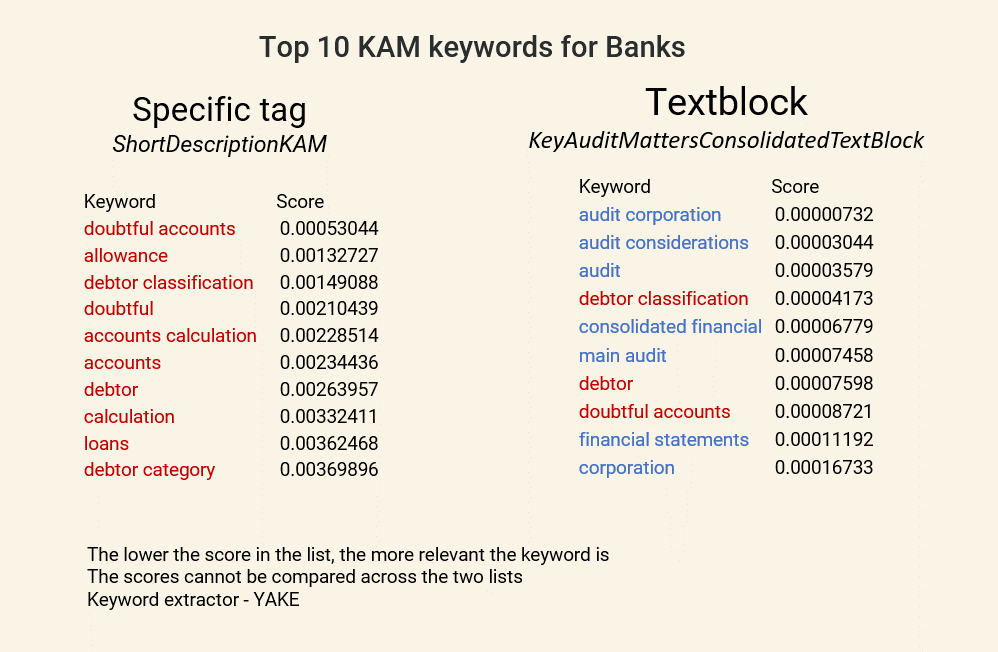 Top 10 KAM keywords for Banks
Specific tag
ShortDescriptionKAM
Keyword Score
doubtful accounts 0.00053044
allowance 0.00132727
debtor classification 0.00149088
doubtful 0.00210439
accounts calculation 0.00228514
accounts 0.00234436
debtor 0.00263957
calculation 0.00332411
loans 0.00362468
debtor category 0.00369896
Textblock
KeyAuditMattersConsolidatedTextBlock
Keyword Score
audit corporation 0.00000732
audit considerations 0.00003044
audit 0.00003579
debtor classification 0.00004173
consolidated financial 0.00006779
main audit 0.00007458
debtor 0.00007598
doubtful accounts 0.00008721
financial statements 0.00011192
corporation 0.00016733
The lower the score in the list, the more relevant the keyword is
The scores cannot be compared across the two lists
Keyword extractor - YAKE